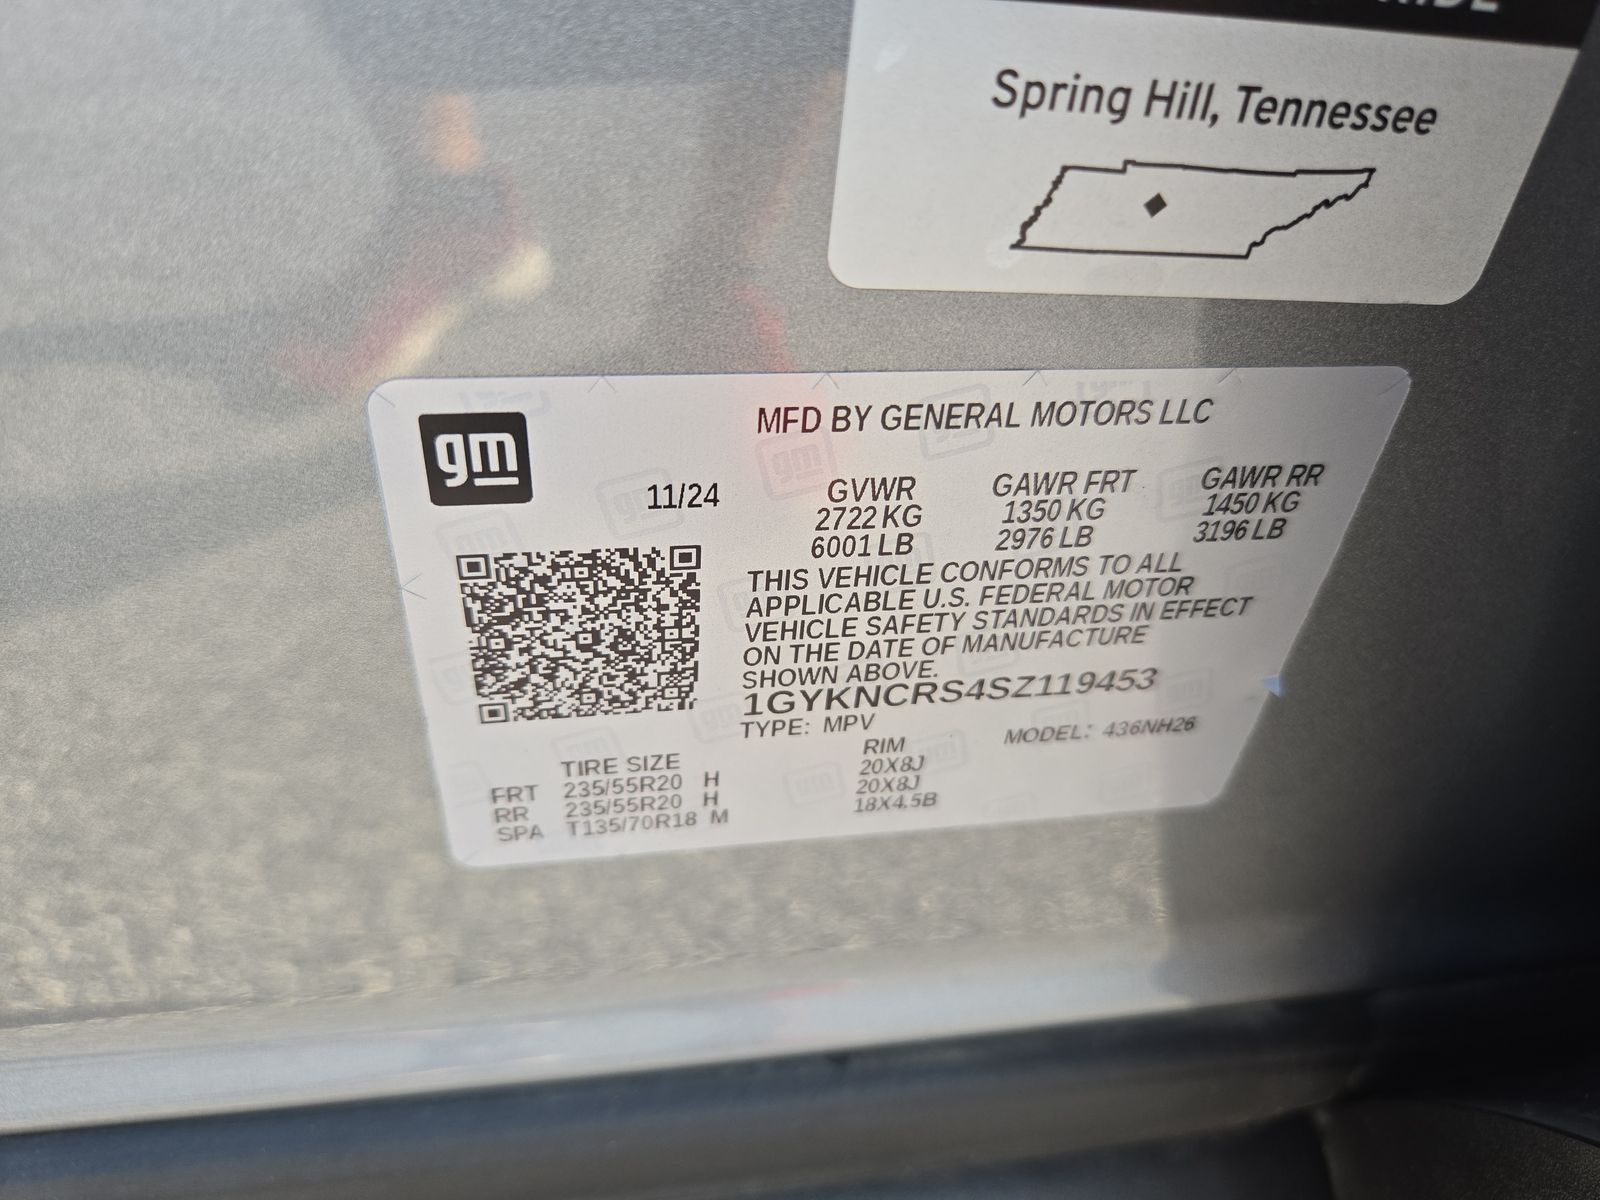 Spring Hill, Tennessee
gm
MFD BY GENERAL MOTORS LLC
11/24
GVWR GAWR FRT GAWR RR
2722 KG 1350 KG 1450 KG
6001 LB 2976 LB 3196 LB
THIS VEHICLE CONFORMS TO ALL
APPLICABLE U.S. FEDERAL MOTOR
VEHICLE SAFETY STANDARDS IN EFFECT
ON THE DATE OF MANUFACTURE
SHOWN ABOVE.
1GYKNCRS4SZ119453
TYPE: MPV MODEL: 436NH26
TIRE SIZE RIM
FRT 235/55R20 H 20X8J
RR 235/55R20 H 20X8J
SPA T135/70R18 M 18X4.5B